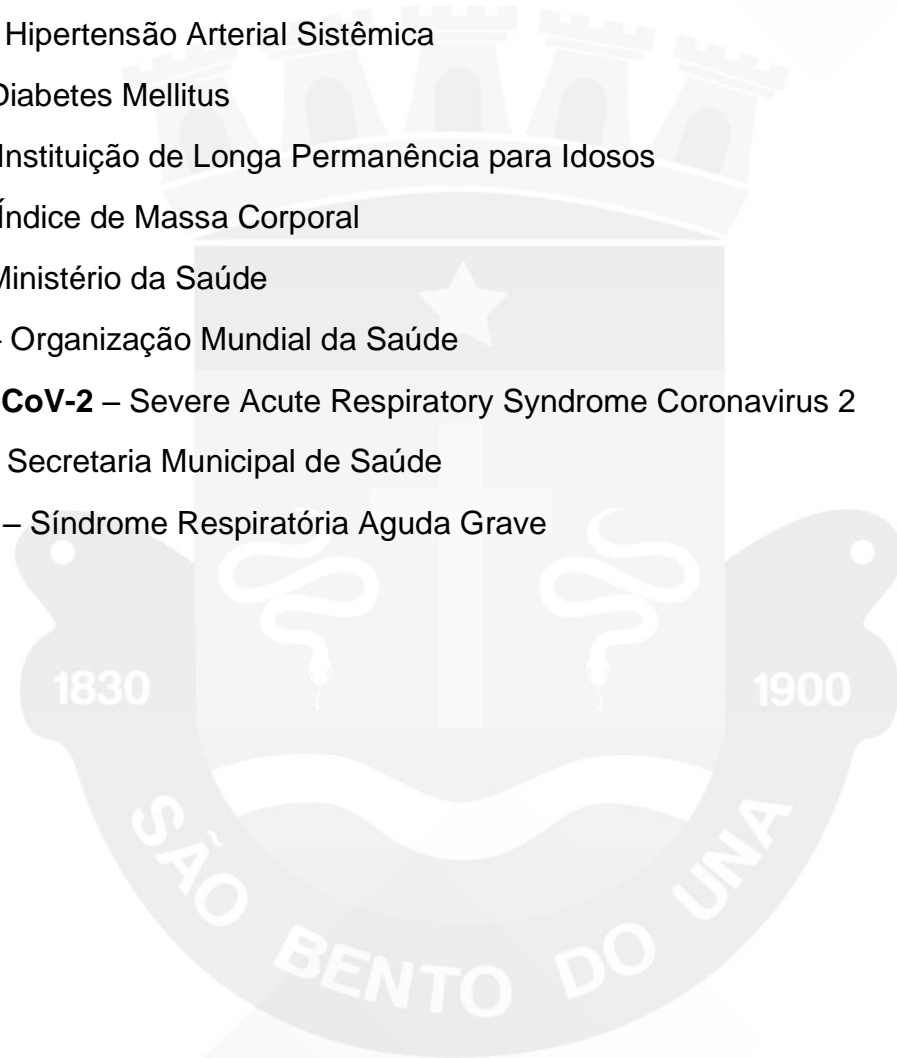 Hipertensão Arterial Sistêmica
Diabetes Mellitus
Instituição de Longa Permanência para Idosos
Índice de Massa Corporal
Ministério da Saúde
- Organização Mundial da Saúde
CoV-2 – Severe Acute Respiratory Syndrome Coronavirus 2
Secretaria Municipal de Saúde
– Síndrome Respiratória Aguda Grave
1830 1900
SÃO BENTO DO UNA